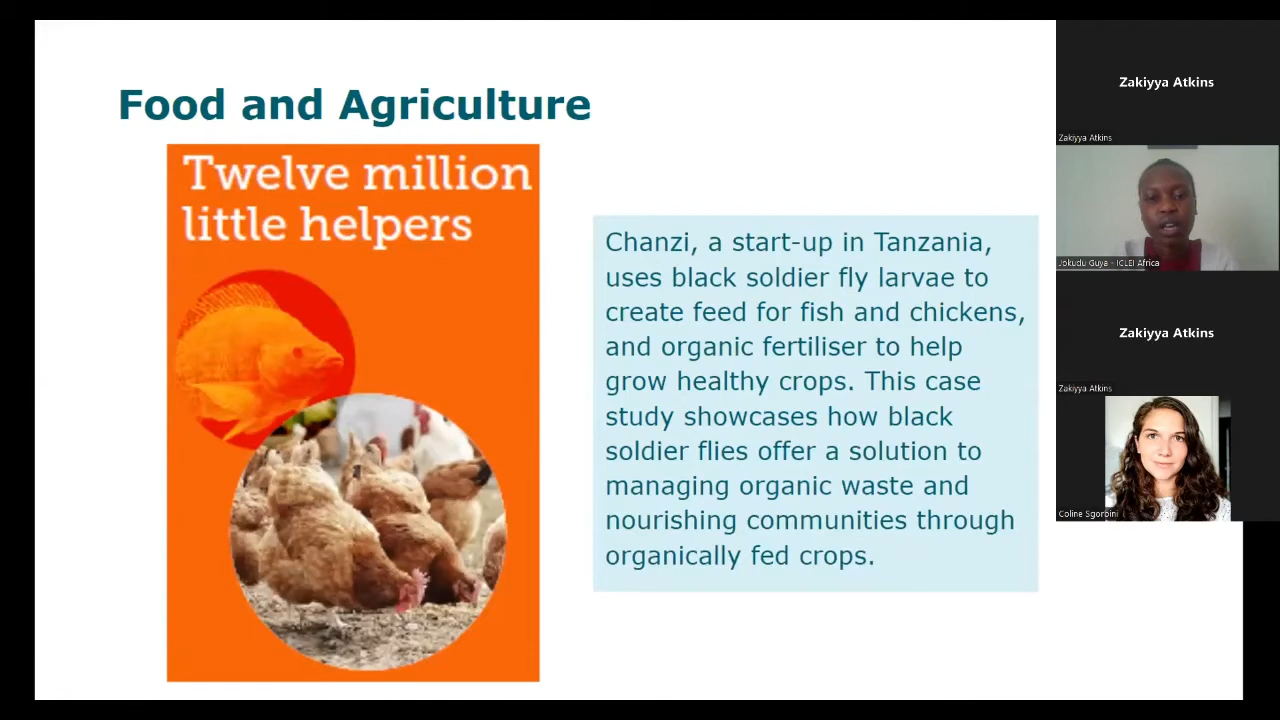 Food and Agriculture
Twelve million
little helpers
Chanzi, a start-up in Tanzania,
uses black soldier fly larvae to
create feed for fish and chickens,
and organic fertiliser to help
grow healthy crops. This case
study showcases how black
soldier flies offer a solution to
managing organic waste and
nourishing communities through
organically fed crops.
Zakiyya Atkins
Zakiyya Atkins
Jokudu Guya - ICLEI Africa
Zakiyya Atkins
Zakiyya Atkins
Coline Sgorbini